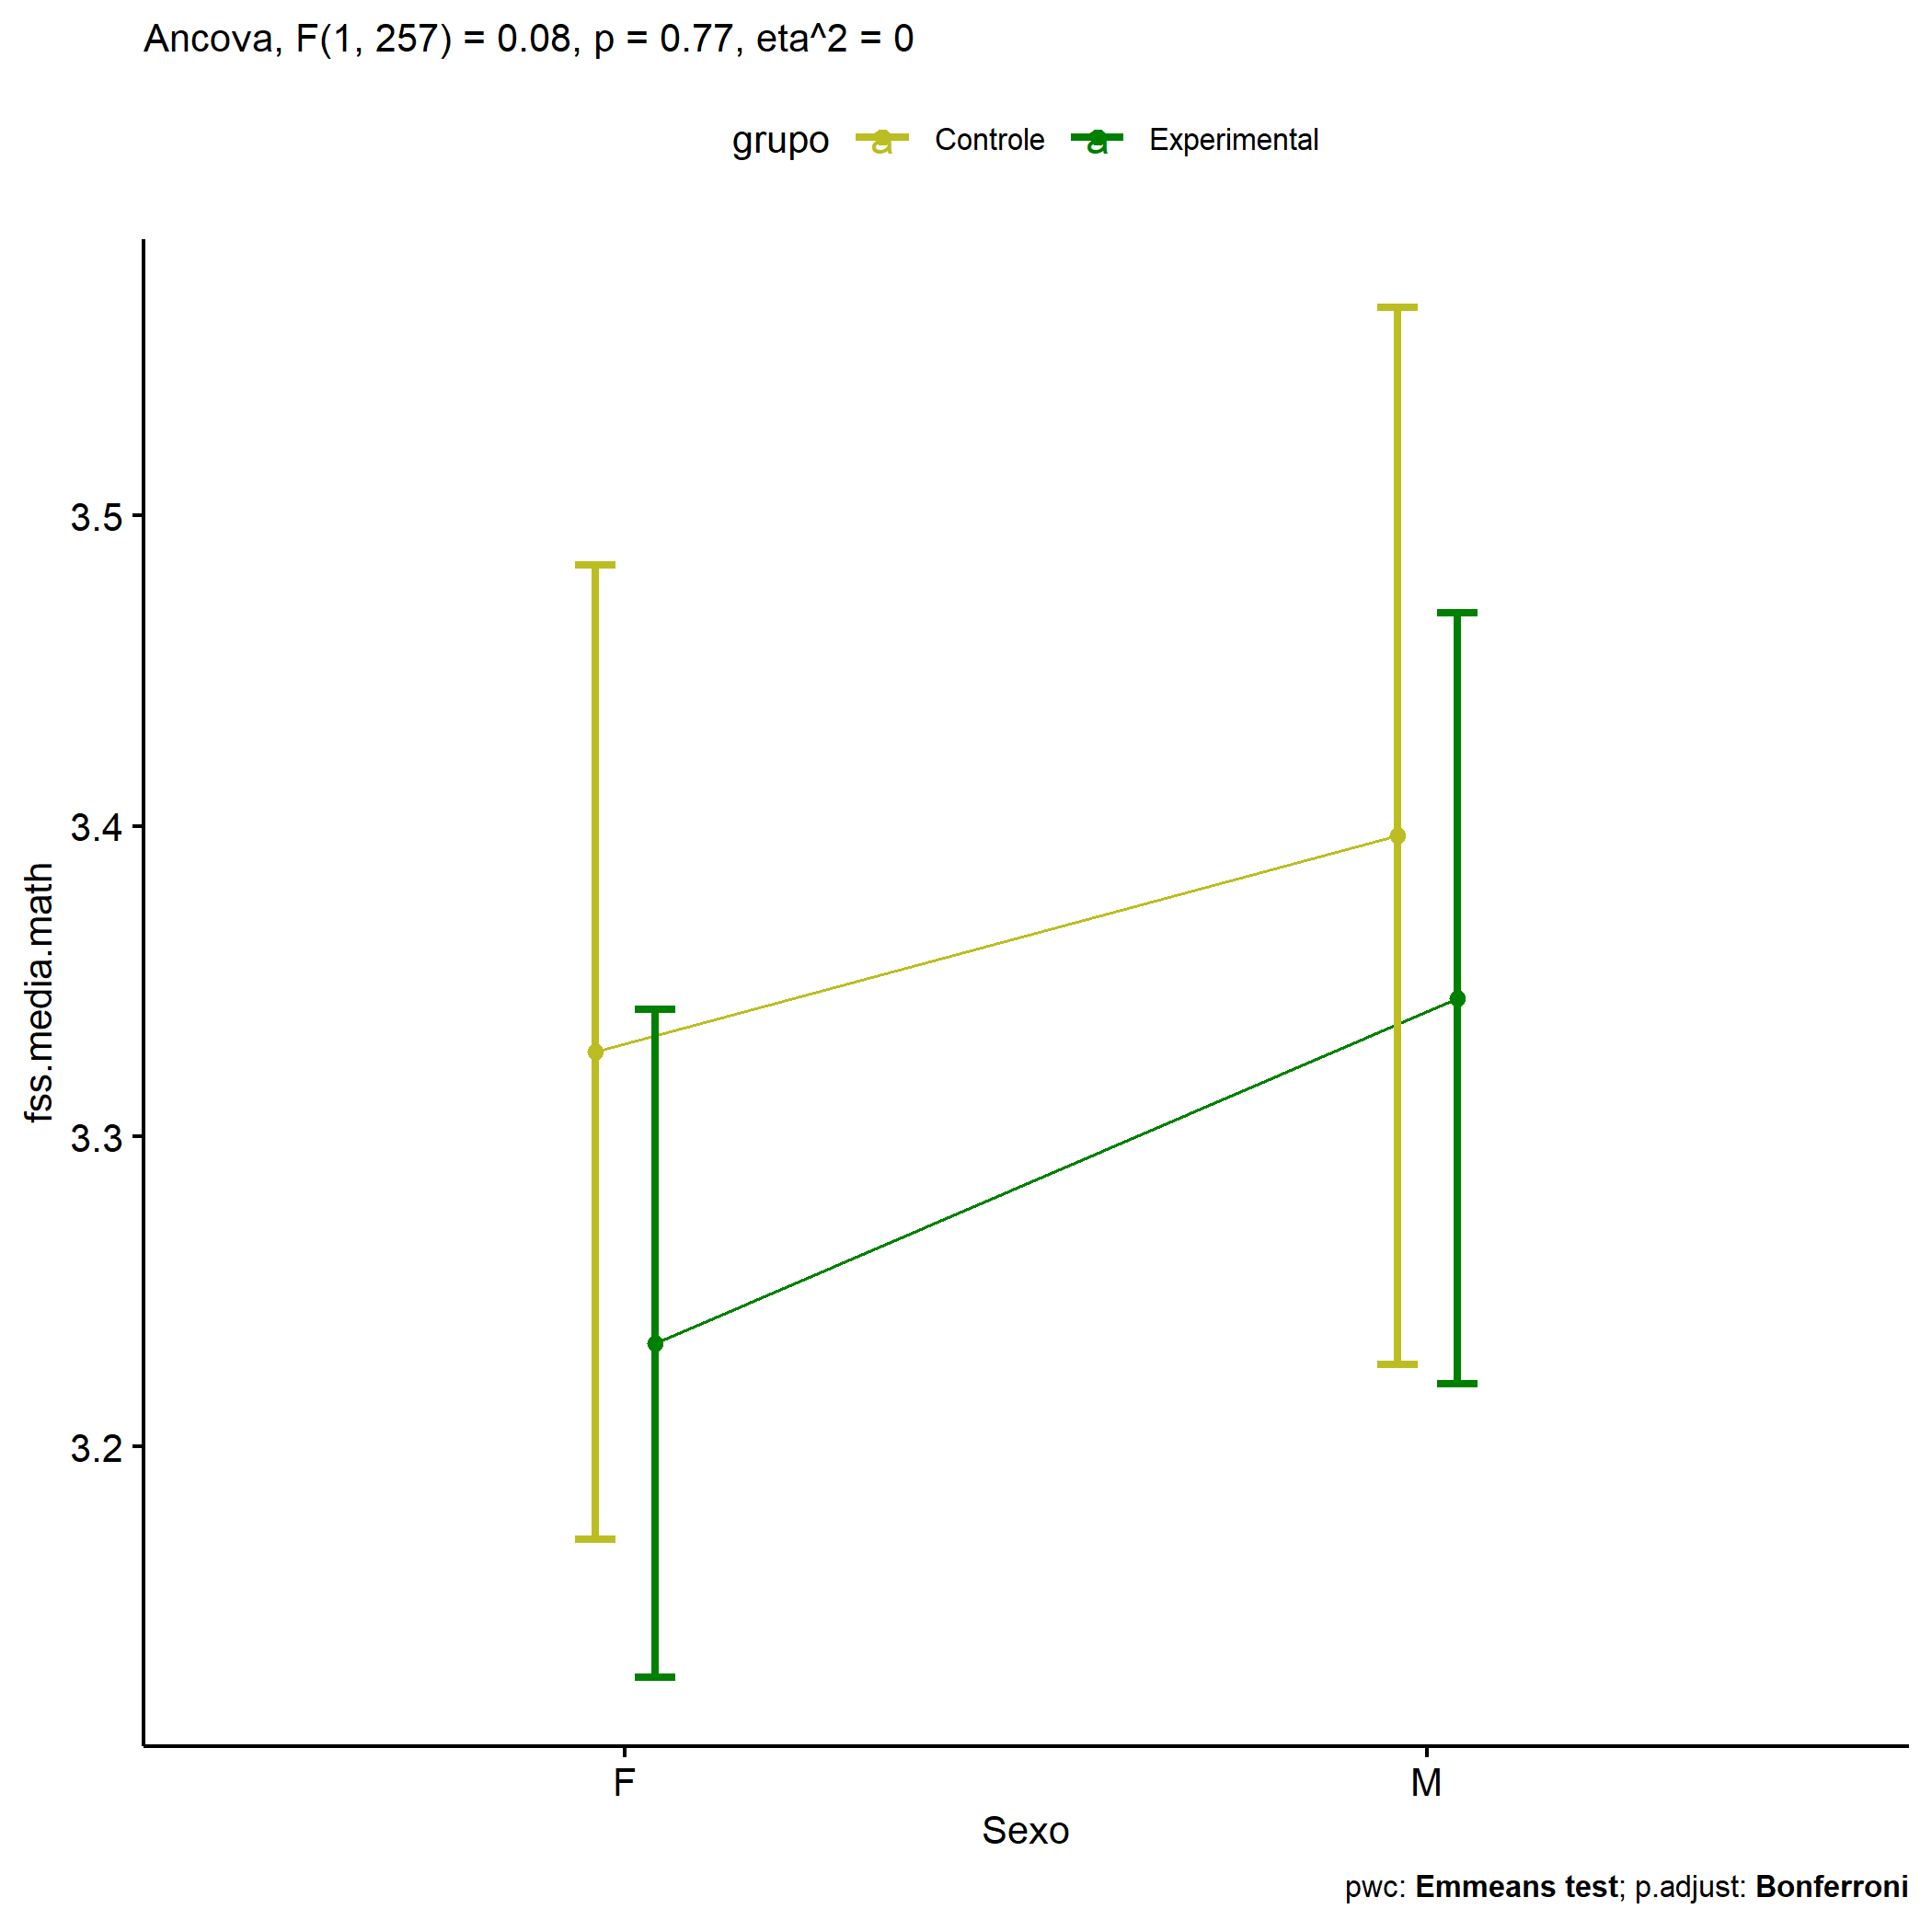 Ancova, F(1, 257) = 0.08, p = 0.77, eta^2 = 0
grupo a Controle a Experimental
fss.media.math
3.5
3.4
3.3
3.2
F M
Sexo
pwc: Emmeans test; p.adjust: Bonferroni